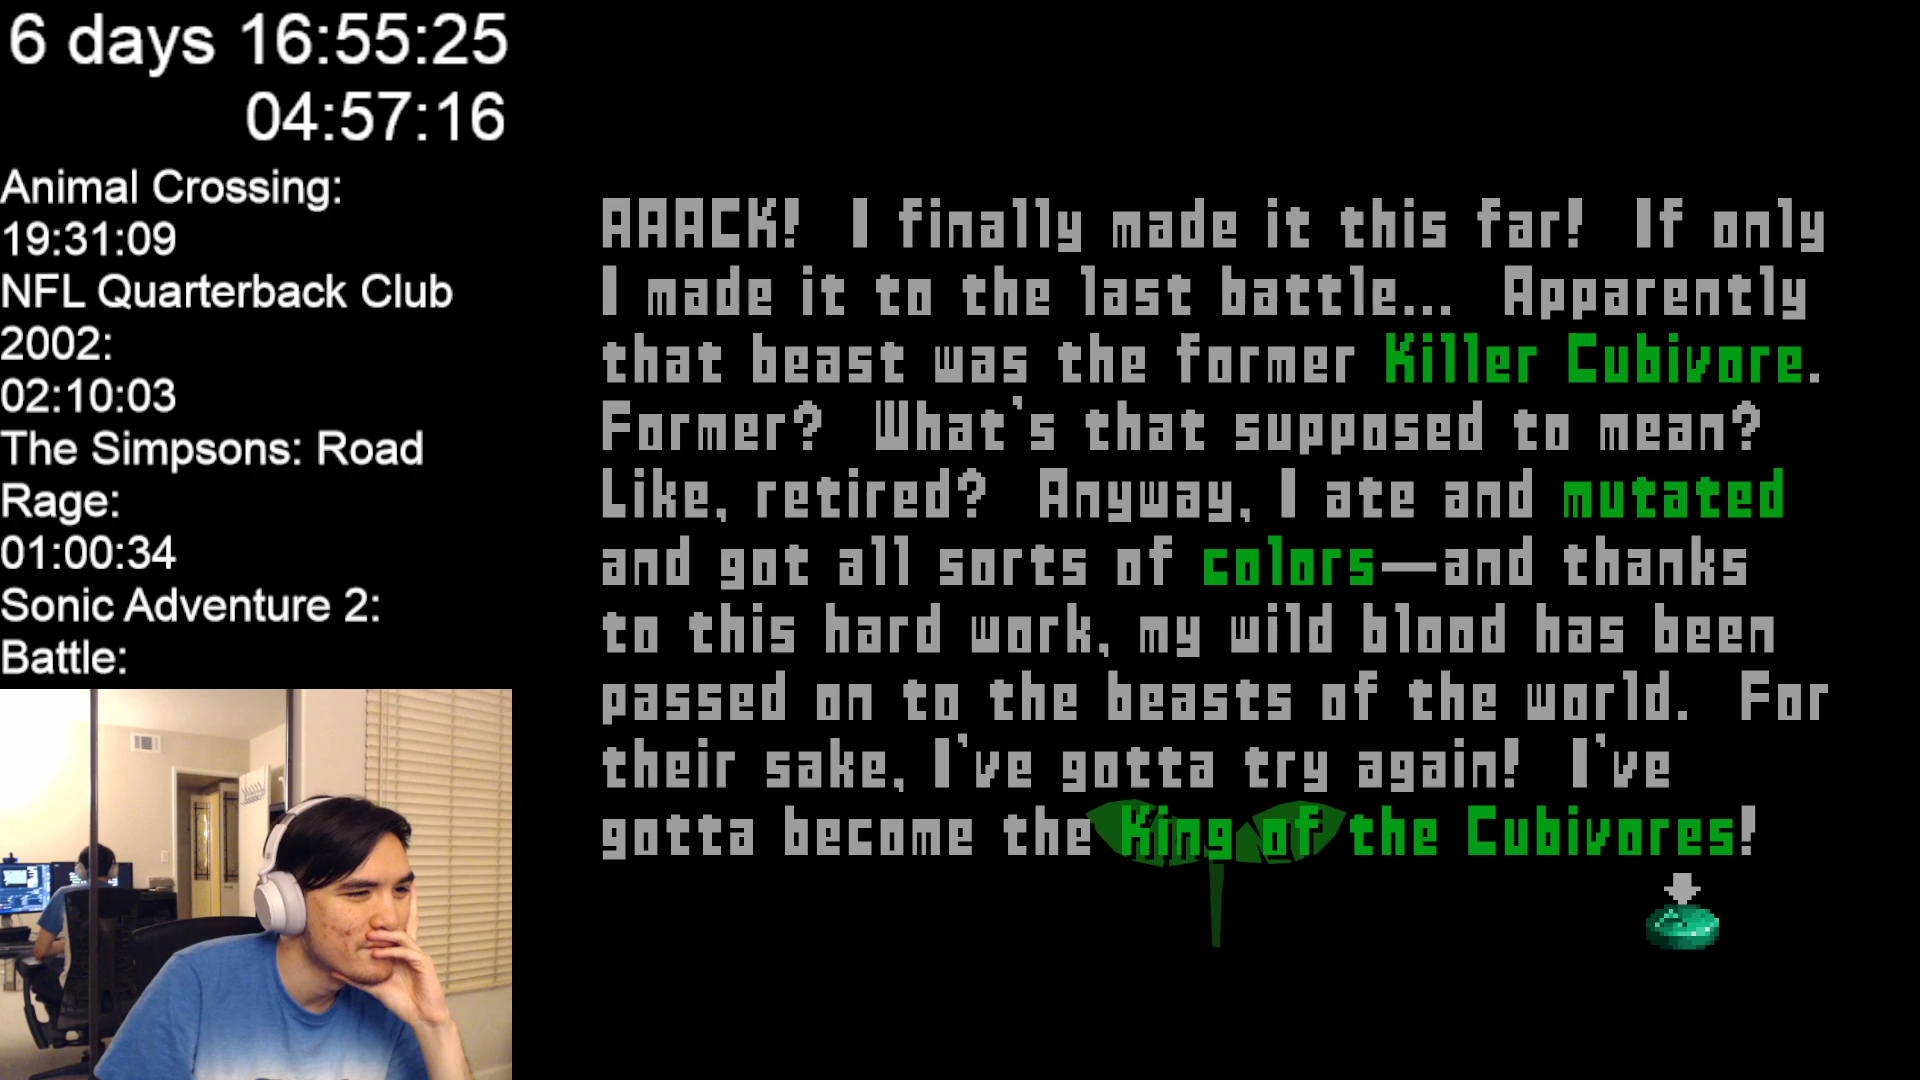 6 days 16:55:25
04:57:16
Animal Crossing:
19:31:09
NFL Quarterback Club
2002:
02:10:03
The Simpsons: Road
Rage:
01:00:34
Sonic Adventure 2:
Battle:
AAACK!  I finally made it this far!  If only
I made it to the last battle...  Apparently
that beast was the former Killer Cubivore.
Former?  What's that supposed to mean?
Like, retired?  Anyway, I ate and mutated
and got all sorts of colors—and thanks
to this hard work, my wild blood has been
passed on to the beasts of the world.  For
their sake, I've gotta try again!  I've
gotta become the King of the Cubivores!